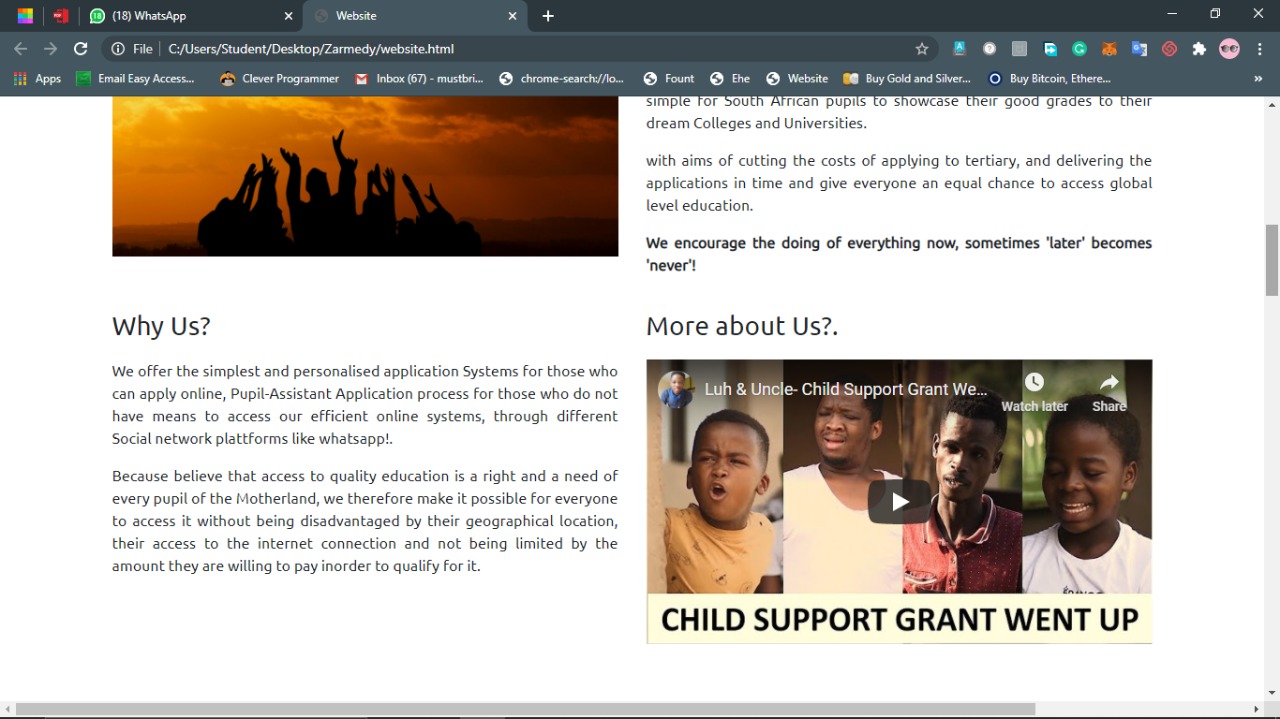 (18) WhatsApp
Website
File
C:/Users/Student/Desktop/Zarmedy/website.html
Apps
Email Easy Access...
Clever Programmer
Inbox (67) - mustbri...
chrome-search://lo...
Fount
Ehe
Website
Buy Gold and Silver...
Buy Bitcoin, Ethere...
simple for South African pupils to showcase their good grades to their
dream Colleges and Universities.
with aims of cutting the costs of applying to tertiary, and delivering the
applications in time and give everyone an equal chance to access global
level education.
We encourage the doing of everything now, sometimes 'later' becomes
'never'!
Why Us?
We offer the simplest and personalised application Systems for those who
can apply online, Pupil-Assistant Application process for those who do not
have means to access our efficient online systems, through different
Social network plattforms like whatsapp!.
Because believe that access to quality education is a right and a need of
every pupil of the Motherland, we therefore make it possible for everyone
to access it without being disadvantaged by their geographical location,
their access to the internet connection and not being limited by the
amount they are willing to pay inorder to qualify for it.
More about Us?.
Luh & Uncle- Child Support Grant We...
Watch later
Share
CHILD SUPPORT GRANT WENT UP